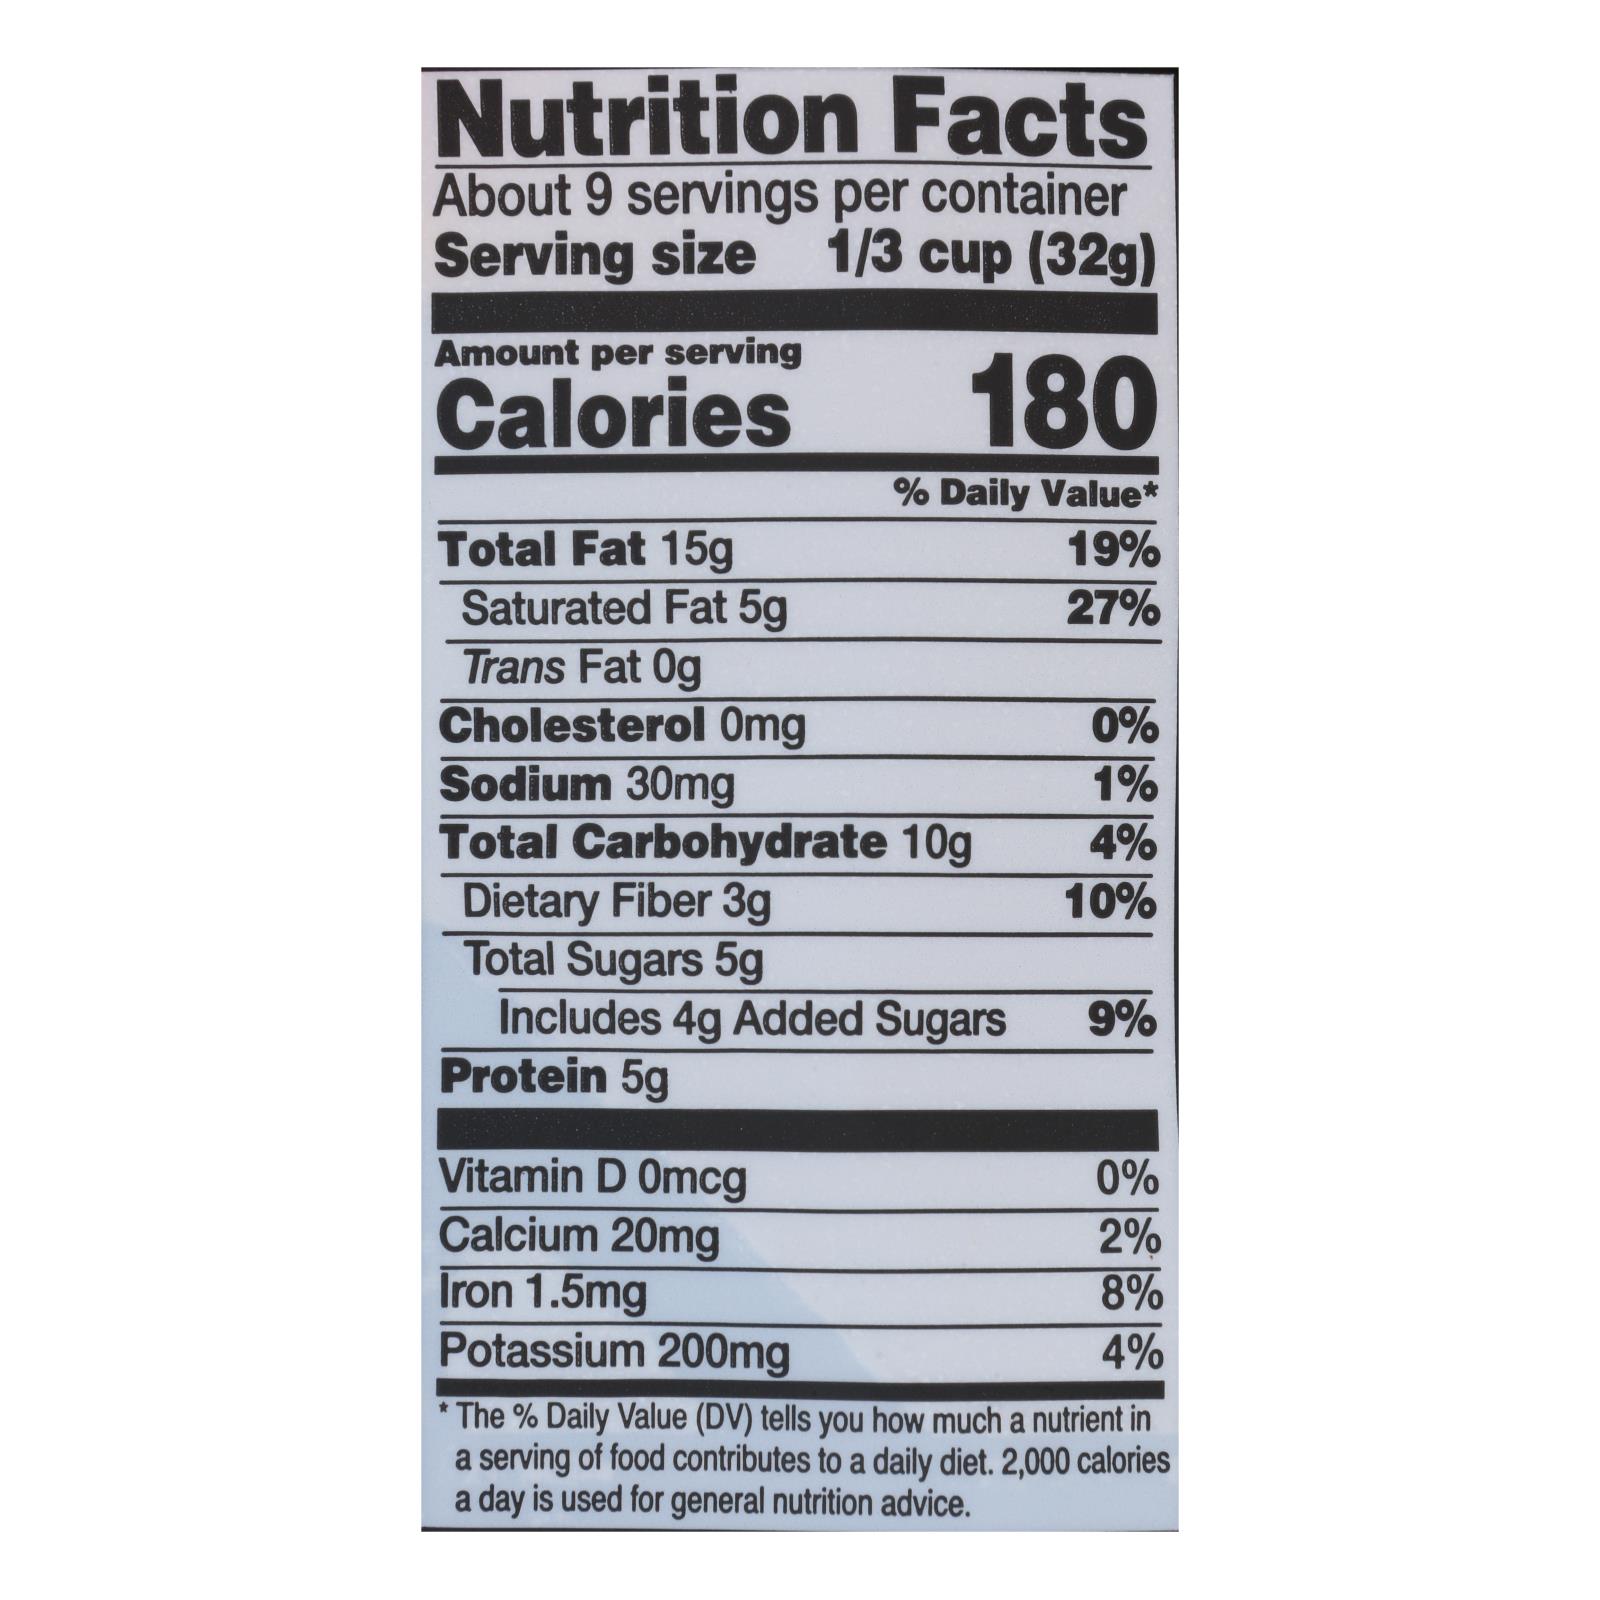 Nutrition Facts
About 9 servings per container
Serving size 1/3 cup (32g)
Amount per serving
Calories 180
% Daily Value*
Total Fat 15g 19%
Saturated Fat 5g 27%
Trans Fat 0g
Cholesterol 0mg 0%
Sodium 30mg 1%
Total Carbohydrate 10g 4%
Dietary Fiber 3g 10%
Total Sugars 5g
Includes 4g Added Sugars 9%
Protein 5g
Vitamin D 0mcg 0%
Calcium 20mg 2%
Iron 1.5mg 8%
Potassium 200mg 4%
* The % Daily Value (DV) tells you how much a nutrient in
a serving of food contributes to a daily diet. 2,000 calories
a day is used for general nutrition advice.